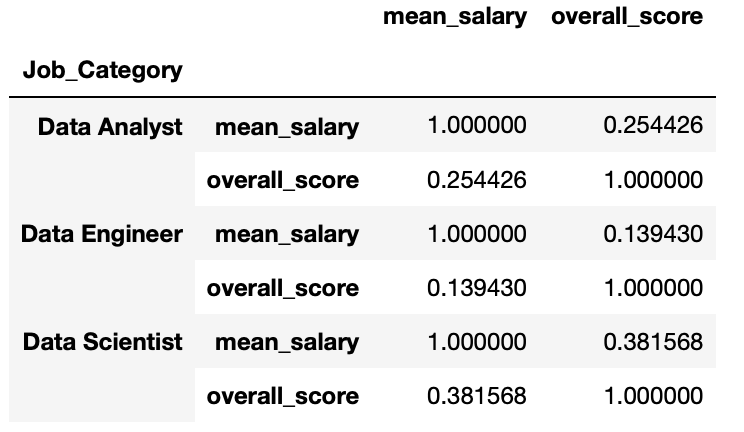 mean_salary overall_score
Job_Category
Data Analyst mean_salary 1.000000 0.254426
overall_score 0.254426 1.000000
Data Engineer mean_salary 1.000000 0.139430
overall_score 0.139430 1.000000
Data Scientist mean_salary 1.000000 0.381568
overall_score 0.381568 1.000000